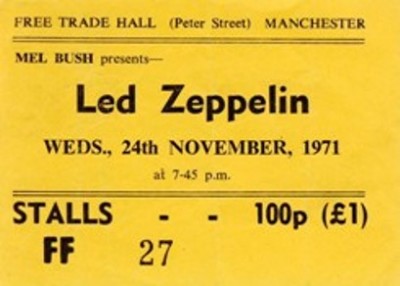 FREE TRADE HALL (Peter Street) MANCHESTER
MEL BUSH presents—
Led Zeppelin
WEDS., 24th NOVEMBER, 1971
at 7-45 p.m.
STALLS - - 100p (£1)
FF 27